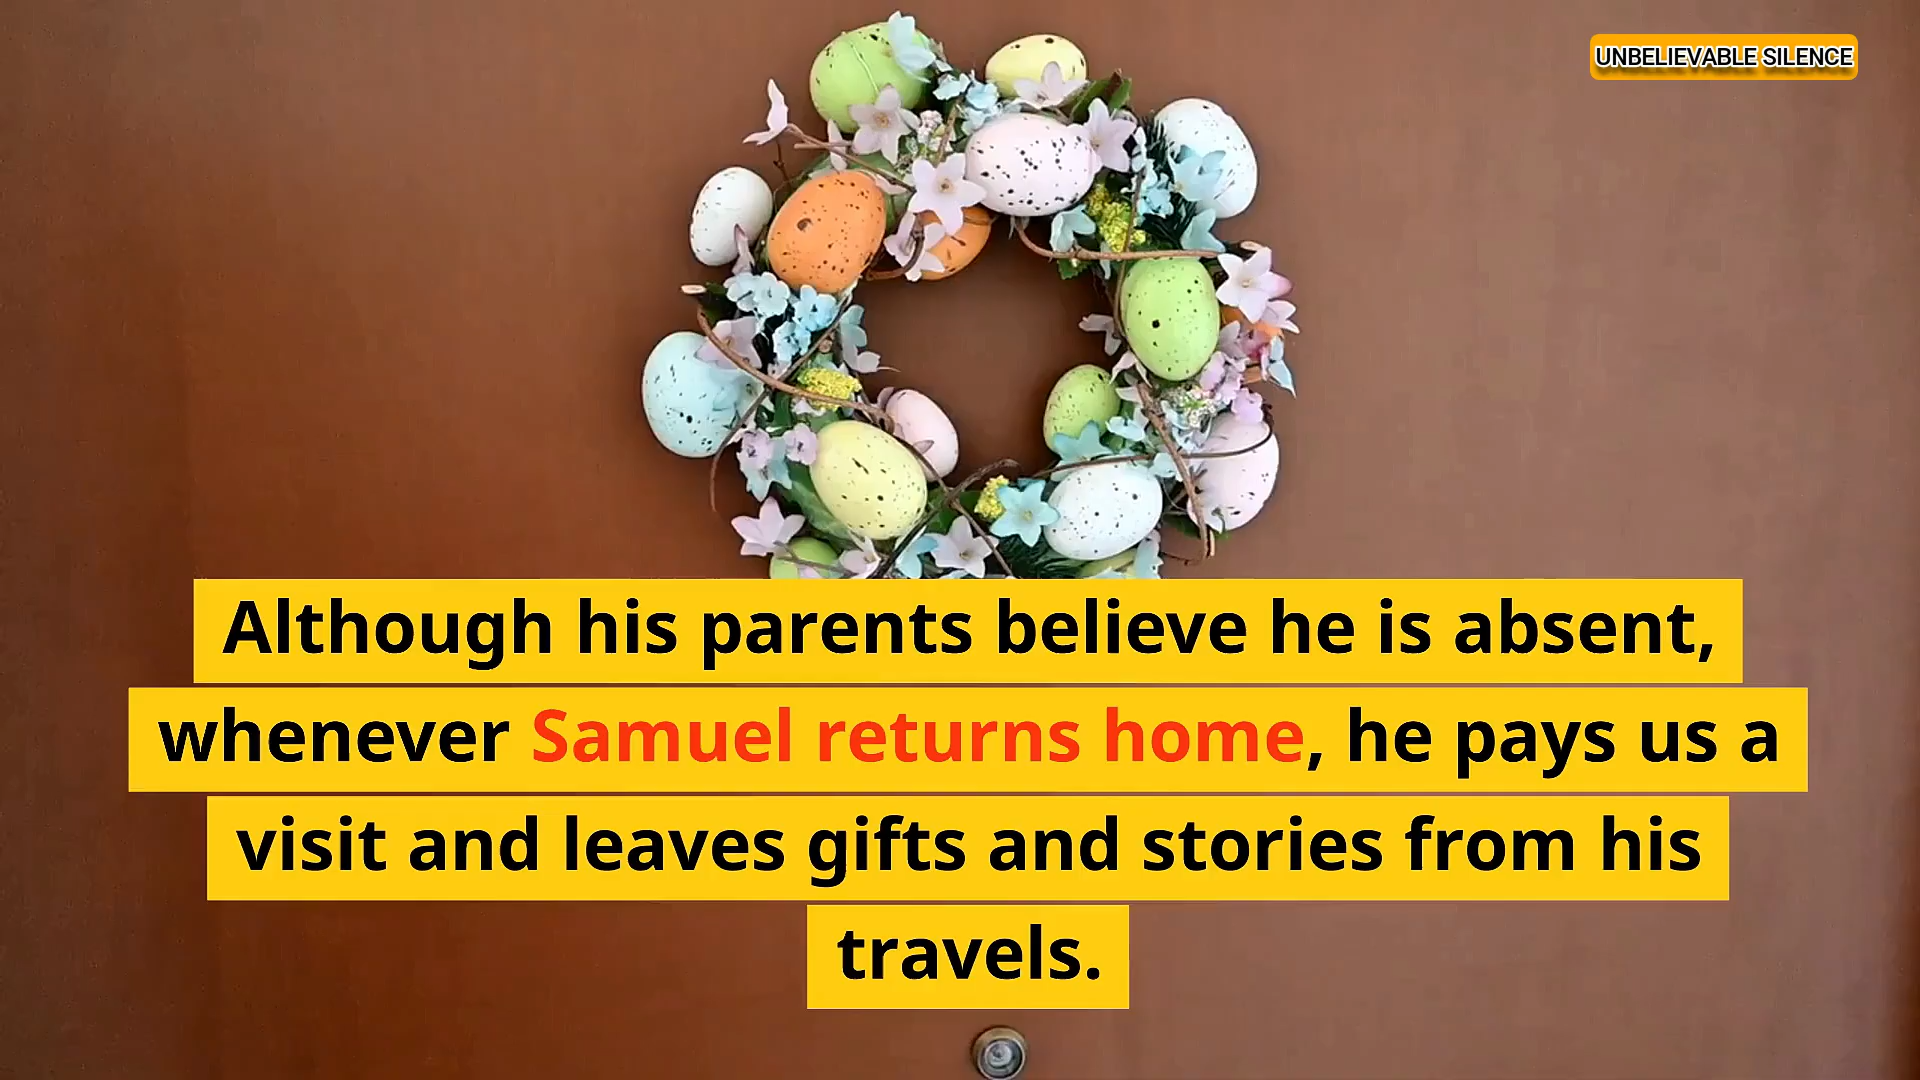 UNBELIEVABLE SILENCE
Although his parents believe he is absent,
whenever Samuel returns home, he pays us a
visit and leaves gifts and stories from his
travels.